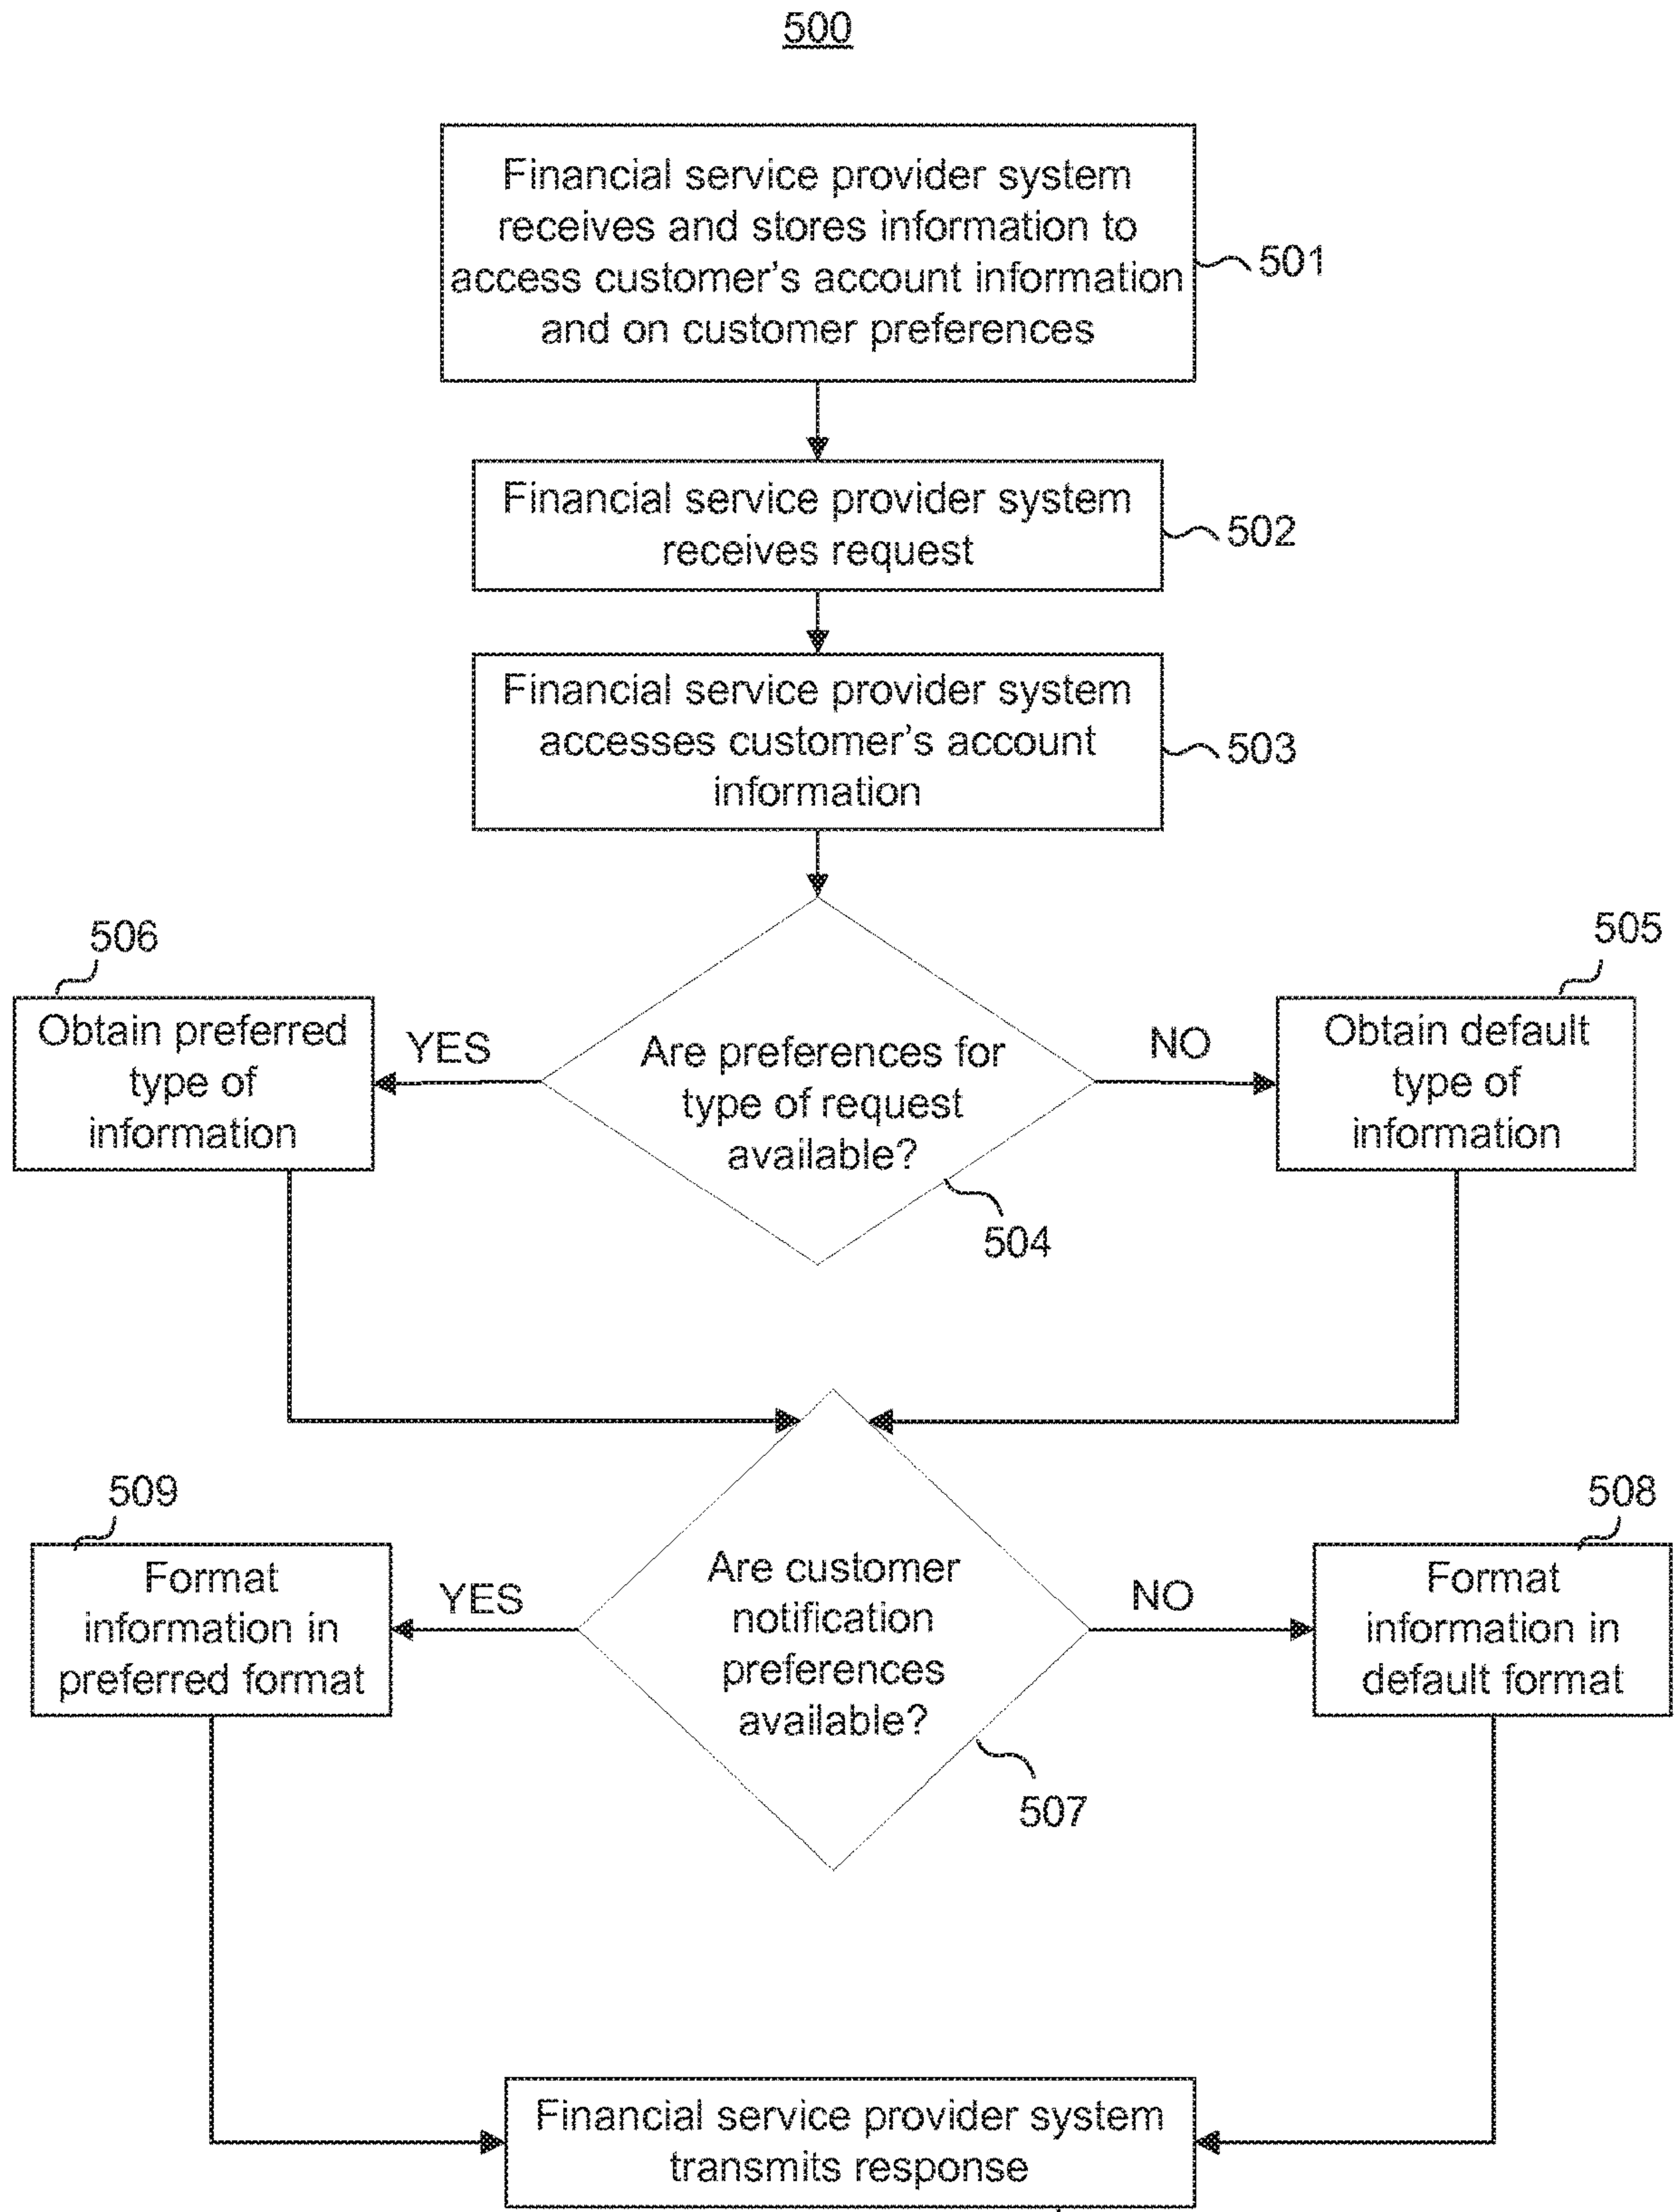 500
Financial service provider system
receives and stores information to
access customer's account information
and on customer preferences
501
Financial service provider system
receives request
502
Financial service provider system
accesses customer's account
information
503
506
505
Obtain preferred
type of
information
YES
Are preferences for
type of request
available?
NO
Obtain default
type of
information
504
509
508
Format
information in
preferred format
YES
Are customer
notification
preferences
available?
NO
Format
information in
default format
507
Financial service provider system
transmits response